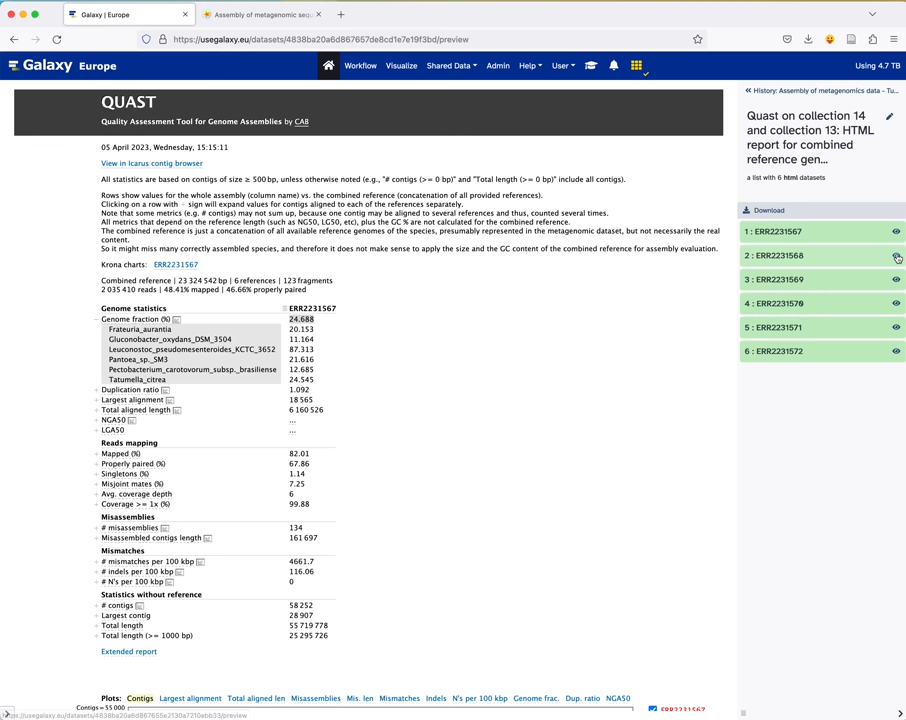 Galaxy | Europe
Assembly of metagenomic seq
https://usegalaxy.eu/datasets/4838ba20a6d867657de8cd1e7e19f3bd/preview
Galaxy Europe
Workflow Visualize Shared Data Admin Help User
Using 4.7 TB
QUAST
Quality Assessment Tool for Genome Assemblies by CAB
05 April 2023, Wednesday, 15:15:11
View in Icarus contig browser
All statistics are based on contigs of size ≥ 500 bp, unless otherwise noted (e.g., "# contigs (>= 0 bp)" and "Total length (>= 0 bp)" include all contigs).
Rows show values for the whole assembly (column name) vs. the combined reference (concatenation of all provided references).
Clicking on a row with + sign will expand values for contigs aligned to each of the references separately.
Note that some metrics (e.g. # contigs) may not sum up, because one contig may be aligned to several references and thus, counted several times.
All metrics that depend on the reference length (such as NG50, LG50, etc), plus the GC % are not calculated for the combined reference.
The combined reference is just a concatenation of all available reference genomes of the species, presumably represented in the metagenomic dataset, but not necessarily the real
content.
So it might miss many correctly assembled species, and therefore it does not make sense to apply the size and the GC content of the combined reference for assembly evaluation.
Krona charts: ERR2231567
Combined reference | 23 324 542 bp | 6 references | 123 fragments
2 035 410 reads | 48.41% mapped | 46.66% properly paired
Genome statistics ERR2231567
– Genome fraction (%) 24.688
Frateuria_aurantia 20.153
Gluconobacter_oxydans_DSM_3504 11.164
Leuconostoc_pseudomesenteroides_KCTC_3652 87.313
Pantoea_sp._SM3 21.616
Pectobacterium_carotovorum_subsp._brasiliense 12.685
Tatumella_citrea 24.545
+ Duplication ratio 1.092
+ Largest alignment 18 565
+ Total aligned length 6 160 526
+ NGA50 ...
+ LGA50 ...
Reads mapping
+ Mapped (%) 82.01
+ Properly paired (%) 67.86
+ Singletons (%) 1.14
+ Misjoint mates (%) 7.25
+ Avg. coverage depth 6
+ Coverage >= 1x (%) 99.88
Misassemblies
+ # misassemblies 134
+ Misassembled contigs length 161 697
Mismatches
+ # mismatches per 100 kbp 4661.7
+ # indels per 100 kbp 116.06
+ # N's per 100 kbp 0
Statistics without reference
+ # contigs 58 252
+ Largest contig 28 907
+ Total length 55 719 778
+ Total length (>= 1000 bp) 25 295 726
Extended report
Plots: Contigs Largest alignment Total aligned len Misassemblies Mis. len Mismatches Indels N's per 100 kbp Genome frac. Dup. ratio NGA50
Contigs = 55 000
ERR2231567
https://usegalaxy.eu/datasets/4838ba20a6d867655e2130a7210ebb33/preview
« History: Assembly of metagenomics data - Tu...
Quast on collection 14
and collection 13: HTML
report for combined
reference gen...
a list with 6 html datasets
Download
1 : ERR2231567
2 : ERR2231568
3 : ERR2231569
4 : ERR2231570
5 : ERR2231571
6 : ERR2231572